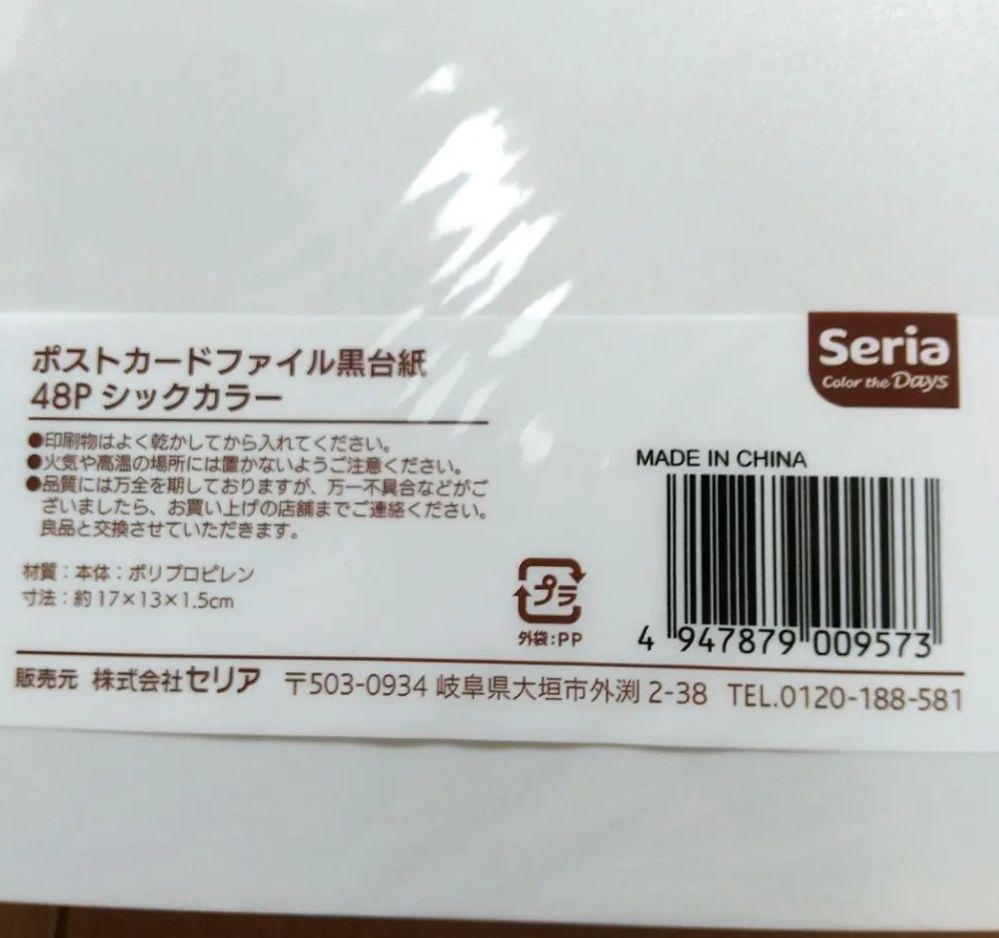 Seria
Color the Days
ポストカードファイル黒台紙
48P シックカラー
●印刷物はよく乾かしてから入れてください。
●火気や高温の場所には置かないようご注意ください。
●品質には万全を期しておりますが、万一不具合などがご
ざいましたら、お買い上げの店舗までご連絡ください。
良品と交換させていただきます。
MADE IN CHINA
材質：本体：ポリプロピレン
寸法：約17×13×1.5cm
プラ
外袋：PP
4 947879 009573
販売元 株式会社セリア 〒503-0934 岐阜県大垣市外渕 2-38 TEL.0120-188-581